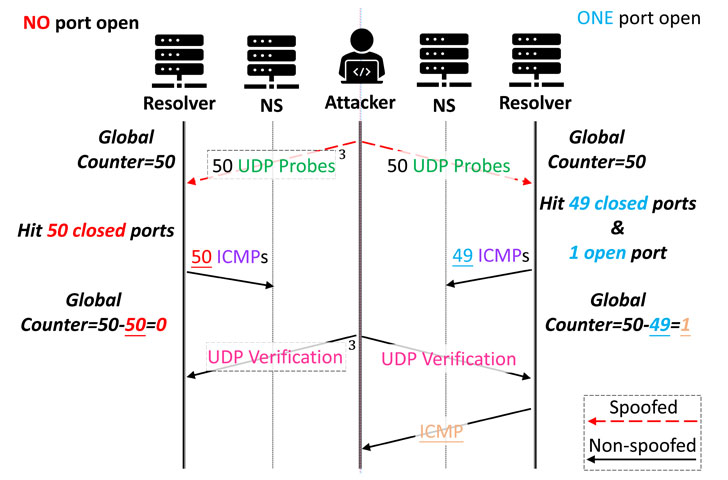 NO port open
ONE port open
</>
Resolver
NS
Attacker
NS
Resolver
Global
Counter=50
50 UDP Probes
3
50 UDP Probes
Global
Counter=50
Hit 50 closed ports
Hit 49 closed ports
&
1 open port
50 ICMPs
49 ICMPs
Global
Counter=50-50=0
Global
Counter=50-49=1
UDP Verification
3
UDP Verification
ICMP
Spoofed
Non-spoofed